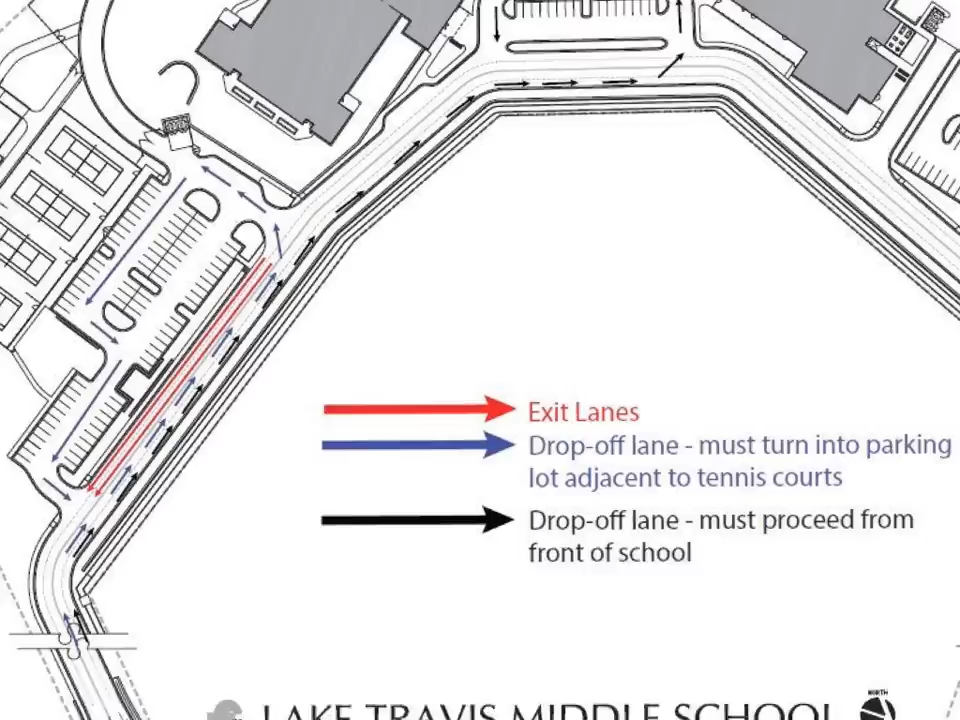 Exit Lanes
Drop-off lane - must turn into parking
lot adjacent to tennis courts
Drop-off lane - must proceed from
front of school
NORTH
LAKE TRAVIS MIDDLE SCHOOL